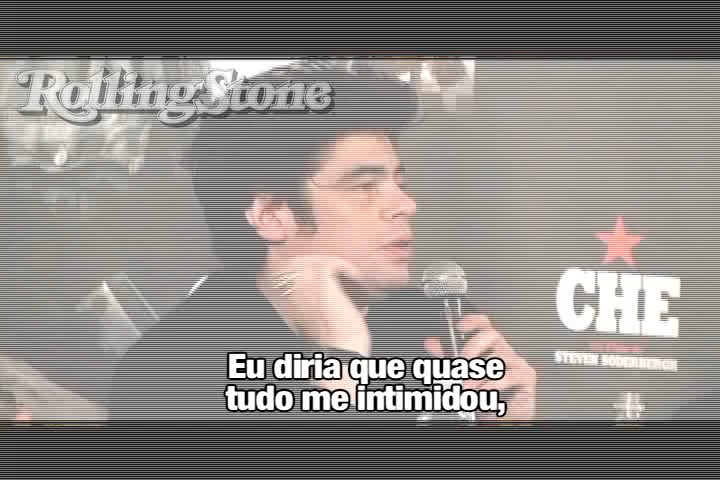 RollingStone
CHE
STEVEN SODERBERGH
Eu diria que quase
tudo me intimidou,